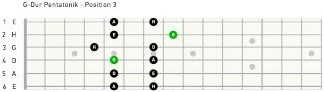 G-Dur Pentatonik - Position 3
1 E A H
2 H E G
3 G H D
4 D G A
5 A D E
6 E A H